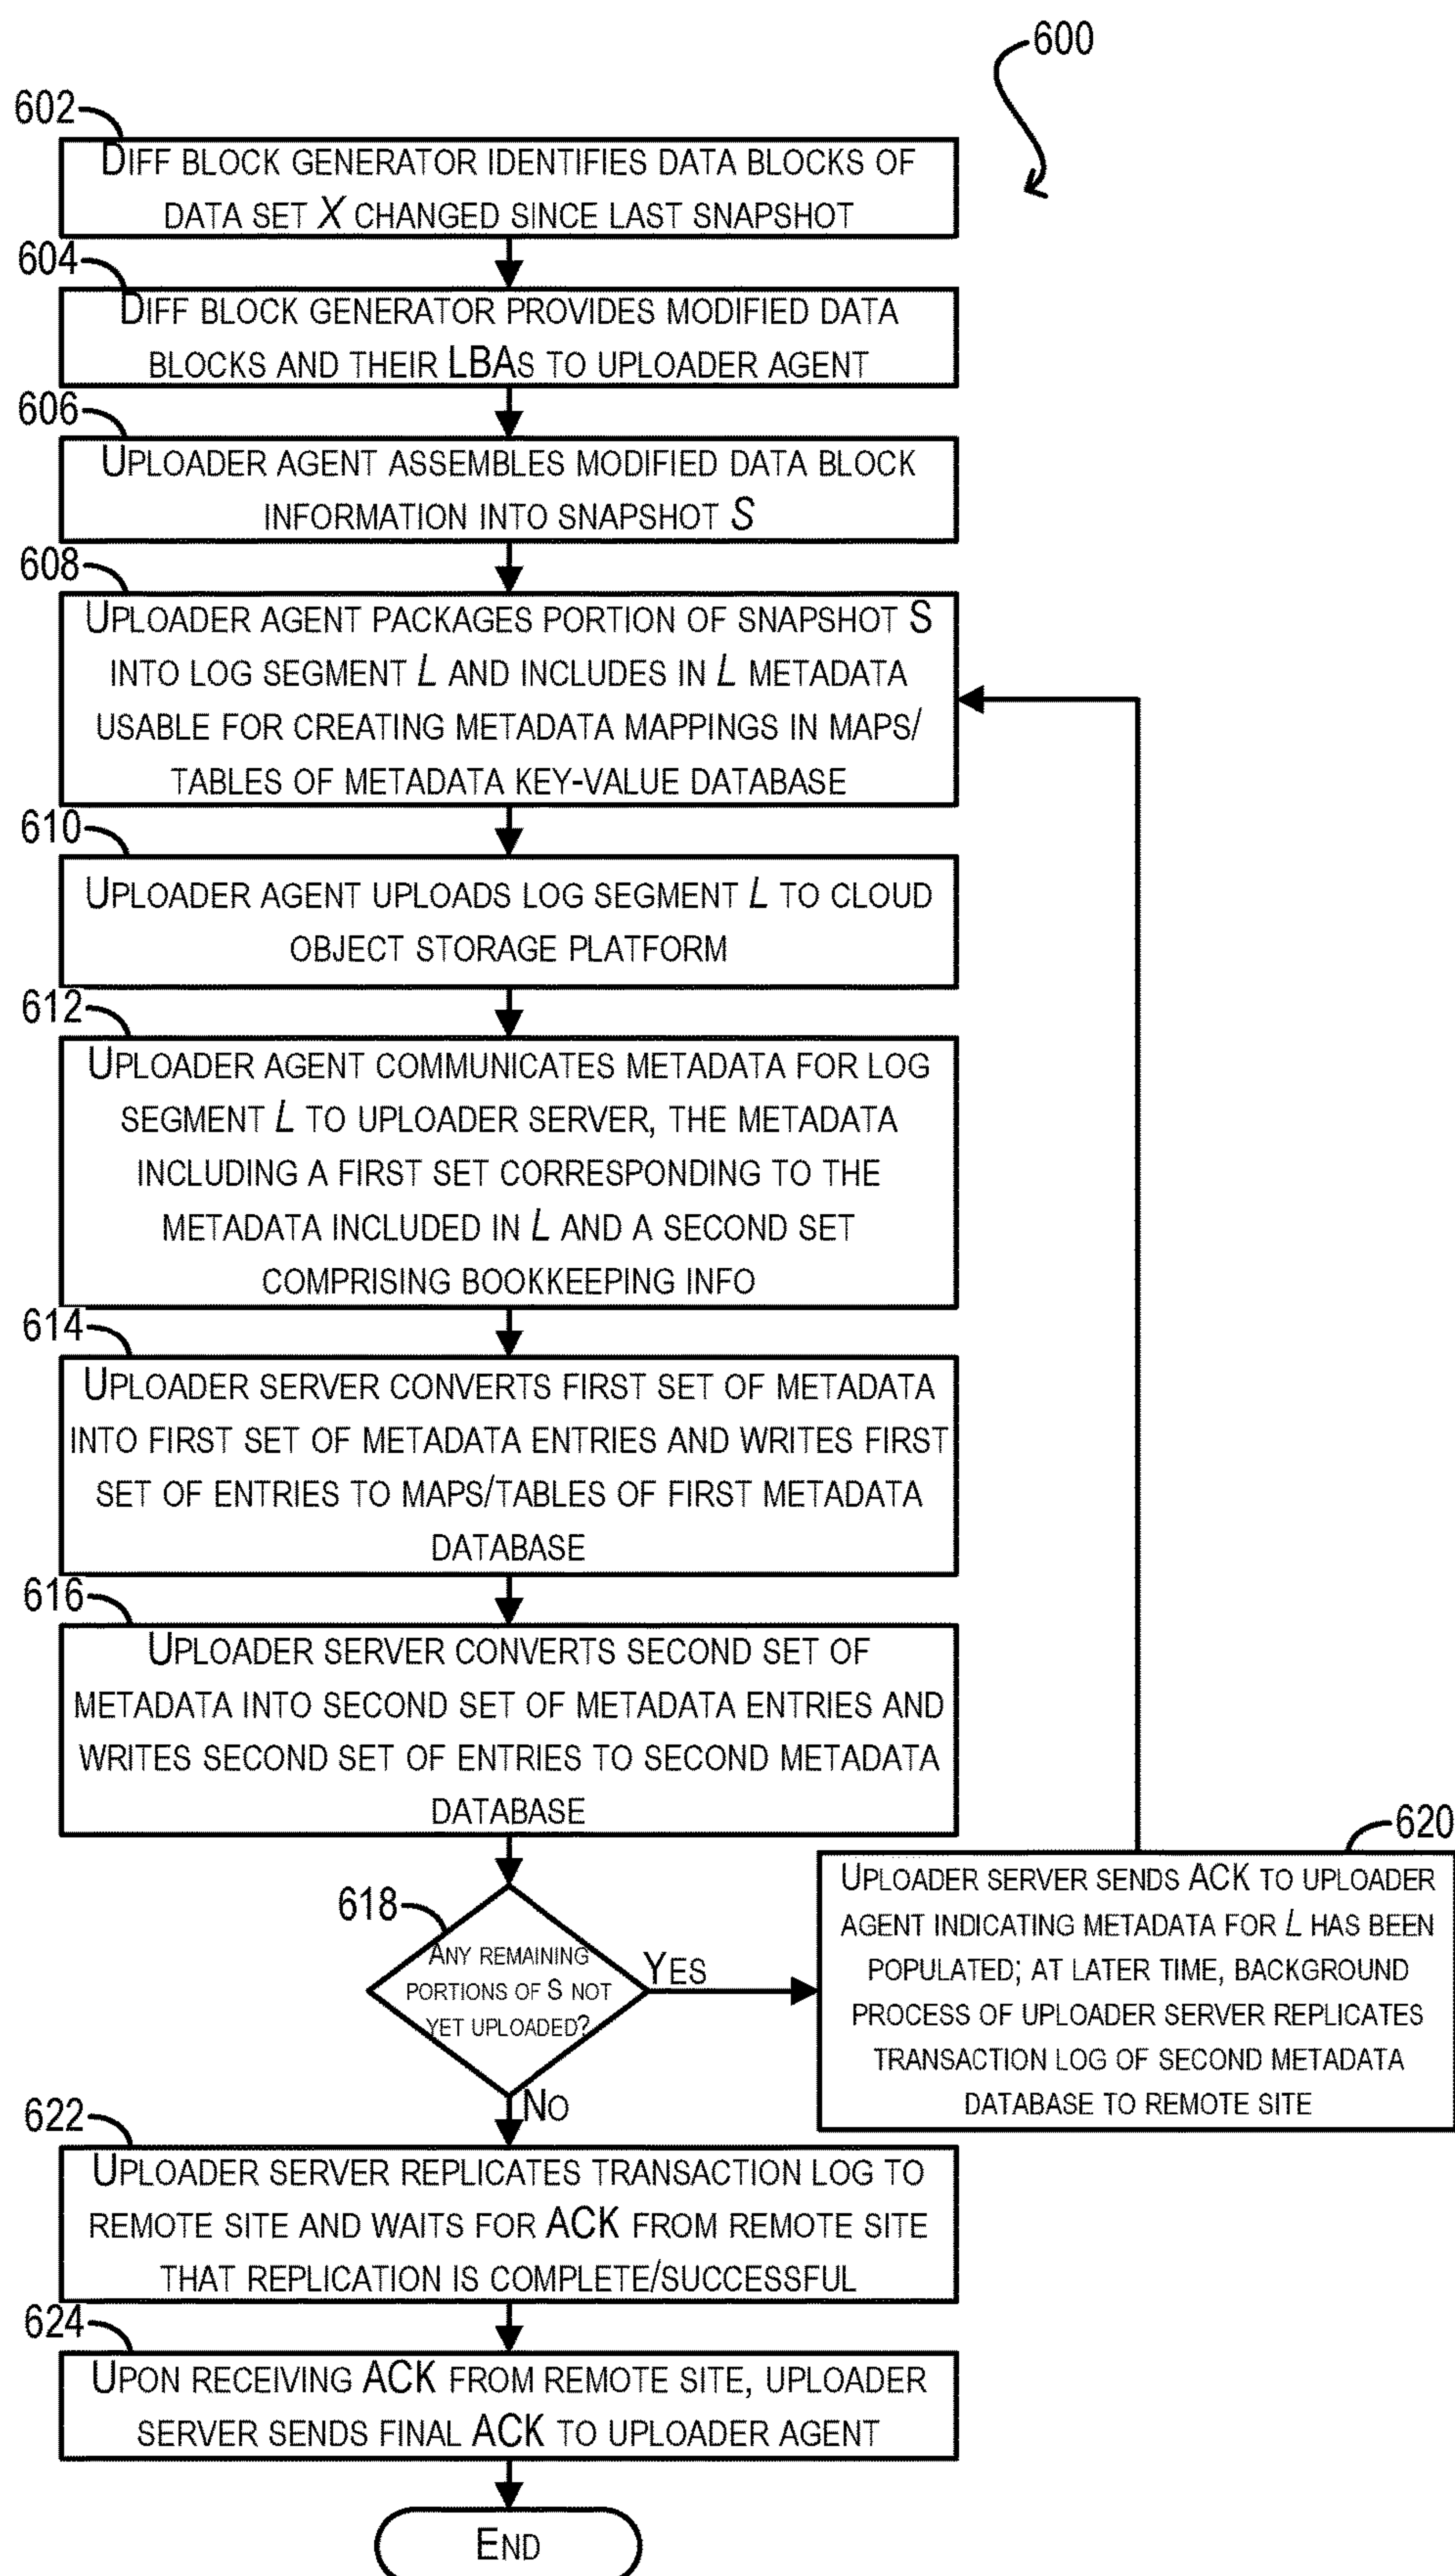 600
602
DIFF BLOCK GENERATOR IDENTIFIES DATA BLOCKS OF
DATA SET X CHANGED SINCE LAST SNAPSHOT
604
DIFF BLOCK GENERATOR PROVIDES MODIFIED DATA
BLOCKS AND THEIR LBAS TO UPLOADER AGENT
606
UPLOADER AGENT ASSEMBLES MODIFIED DATA BLOCK
INFORMATION INTO SNAPSHOT S
608
UPLOADER AGENT PACKAGES PORTION OF SNAPSHOT S
INTO LOG SEGMENT L AND INCLUDES IN L METADATA
USABLE FOR CREATING METADATA MAPPINGS IN MAPS/
TABLES OF METADATA KEY-VALUE DATABASE
610
UPLOADER AGENT UPLOADS LOG SEGMENT L TO CLOUD
OBJECT STORAGE PLATFORM
612
UPLOADER AGENT COMMUNICATES METADATA FOR LOG
SEGMENT L TO UPLOADER SERVER, THE METADATA
INCLUDING A FIRST SET CORRESPONDING TO THE
METADATA INCLUDED IN L AND A SECOND SET
COMPRISING BOOKKEEPING INFO
614
UPLOADER SERVER CONVERTS FIRST SET OF METADATA
INTO FIRST SET OF METADATA ENTRIES AND WRITES FIRST
SET OF ENTRIES TO MAPS/TABLES OF FIRST METADATA
DATABASE
616
UPLOADER SERVER CONVERTS SECOND SET OF
METADATA INTO SECOND SET OF METADATA ENTRIES AND
WRITES SECOND SET OF ENTRIES TO SECOND METADATA
DATABASE
618
ANY REMAINING
PORTIONS OF S NOT
YET UPLOADED?
YES
620
UPLOADER SERVER SENDS ACK TO UPLOADER
AGENT INDICATING METADATA FOR L HAS BEEN
POPULATED; AT LATER TIME, BACKGROUND
PROCESS OF UPLOADER SERVER REPLICATES
TRANSACTION LOG OF SECOND METADATA
DATABASE TO REMOTE SITE
NO
622
UPLOADER SERVER REPLICATES TRANSACTION LOG TO
REMOTE SITE AND WAITS FOR ACK FROM REMOTE SITE
THAT REPLICATION IS COMPLETE/SUCCESSFUL
624
UPON RECEIVING ACK FROM REMOTE SITE, UPLOADER
SERVER SENDS FINAL ACK TO UPLOADER AGENT
END